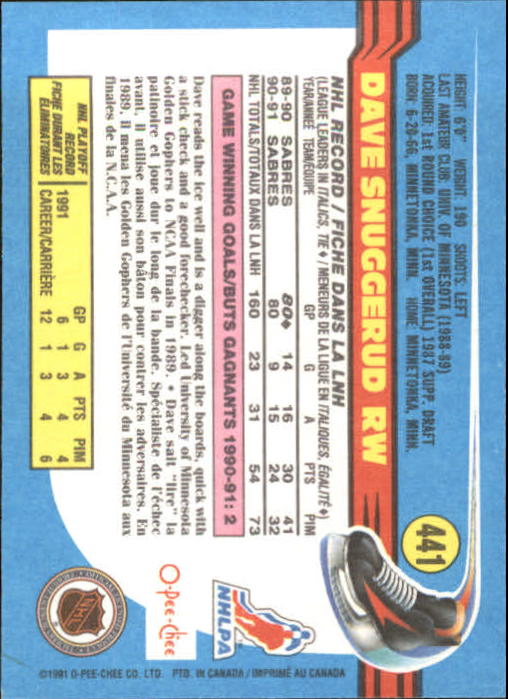 HEIGHT: 6'0" WEIGHT: 190 SHOOTS: LEFT
LAST AMATEUR CLUB: UNIV. OF MINNESOTA (1988-89)
ACQUIRED: 1st ROUND CHOICE (1st OVERALL) 1987 SUPP. DRAFT
BORN: 6-20-66, MINNETONKA, MINN. HOME: MINNETONKA, MINN.
441
DAVE SNUGGERUD RW
NHL RECORD / FICHE DANS LA LNH
(LEAGUE LEADERS IN ITALICS, TIE♦ / MENEURS DE LA LIGUE EN ITALIQUES, ÉGALITÉ♦)
YEAR/ANNÉE TEAM/ÉQUIPE GP G A PTS PIM
89-90 SABRES 80♦ 14 16 30 41
90-91 SABRES 80 9 15 24 32
NHL TOTALS/TOTAUX DANS LA LNH 160 23 31 54 73
GAME WINNING GOALS/BUTS GAGNANTS 1990-91: 2
Dave reads the ice well and is a digger along the boards, quick with
a stick check and a good forechecker. Led University of Minnesota
Golden Gophers to NCAA Finals in 1989. • Dave sait "lire" la
patinoire et joue dur le long de la bande. Spécialiste de l'échec
avant, il utilise aussi son bâton pour contrer les adversaires. En
1989, il mena les Golden Gophers de l'Université du Minnesota aux
finales de la N.C.A.A.
NHL PLAYOFF
RECORD
FICHE DURANT LES
ÉLIMINATOIRES
GP G A PTS PIM
1991 6 1 3 4 4
CAREER/CARRIÈRE 12 1 3 4 6
NHLPA
™
O-pee-chee
NHL
©1991 O-PEE-CHEE CO. LTD. PTD. IN CANADA / IMPRIMÉ AU CANADA